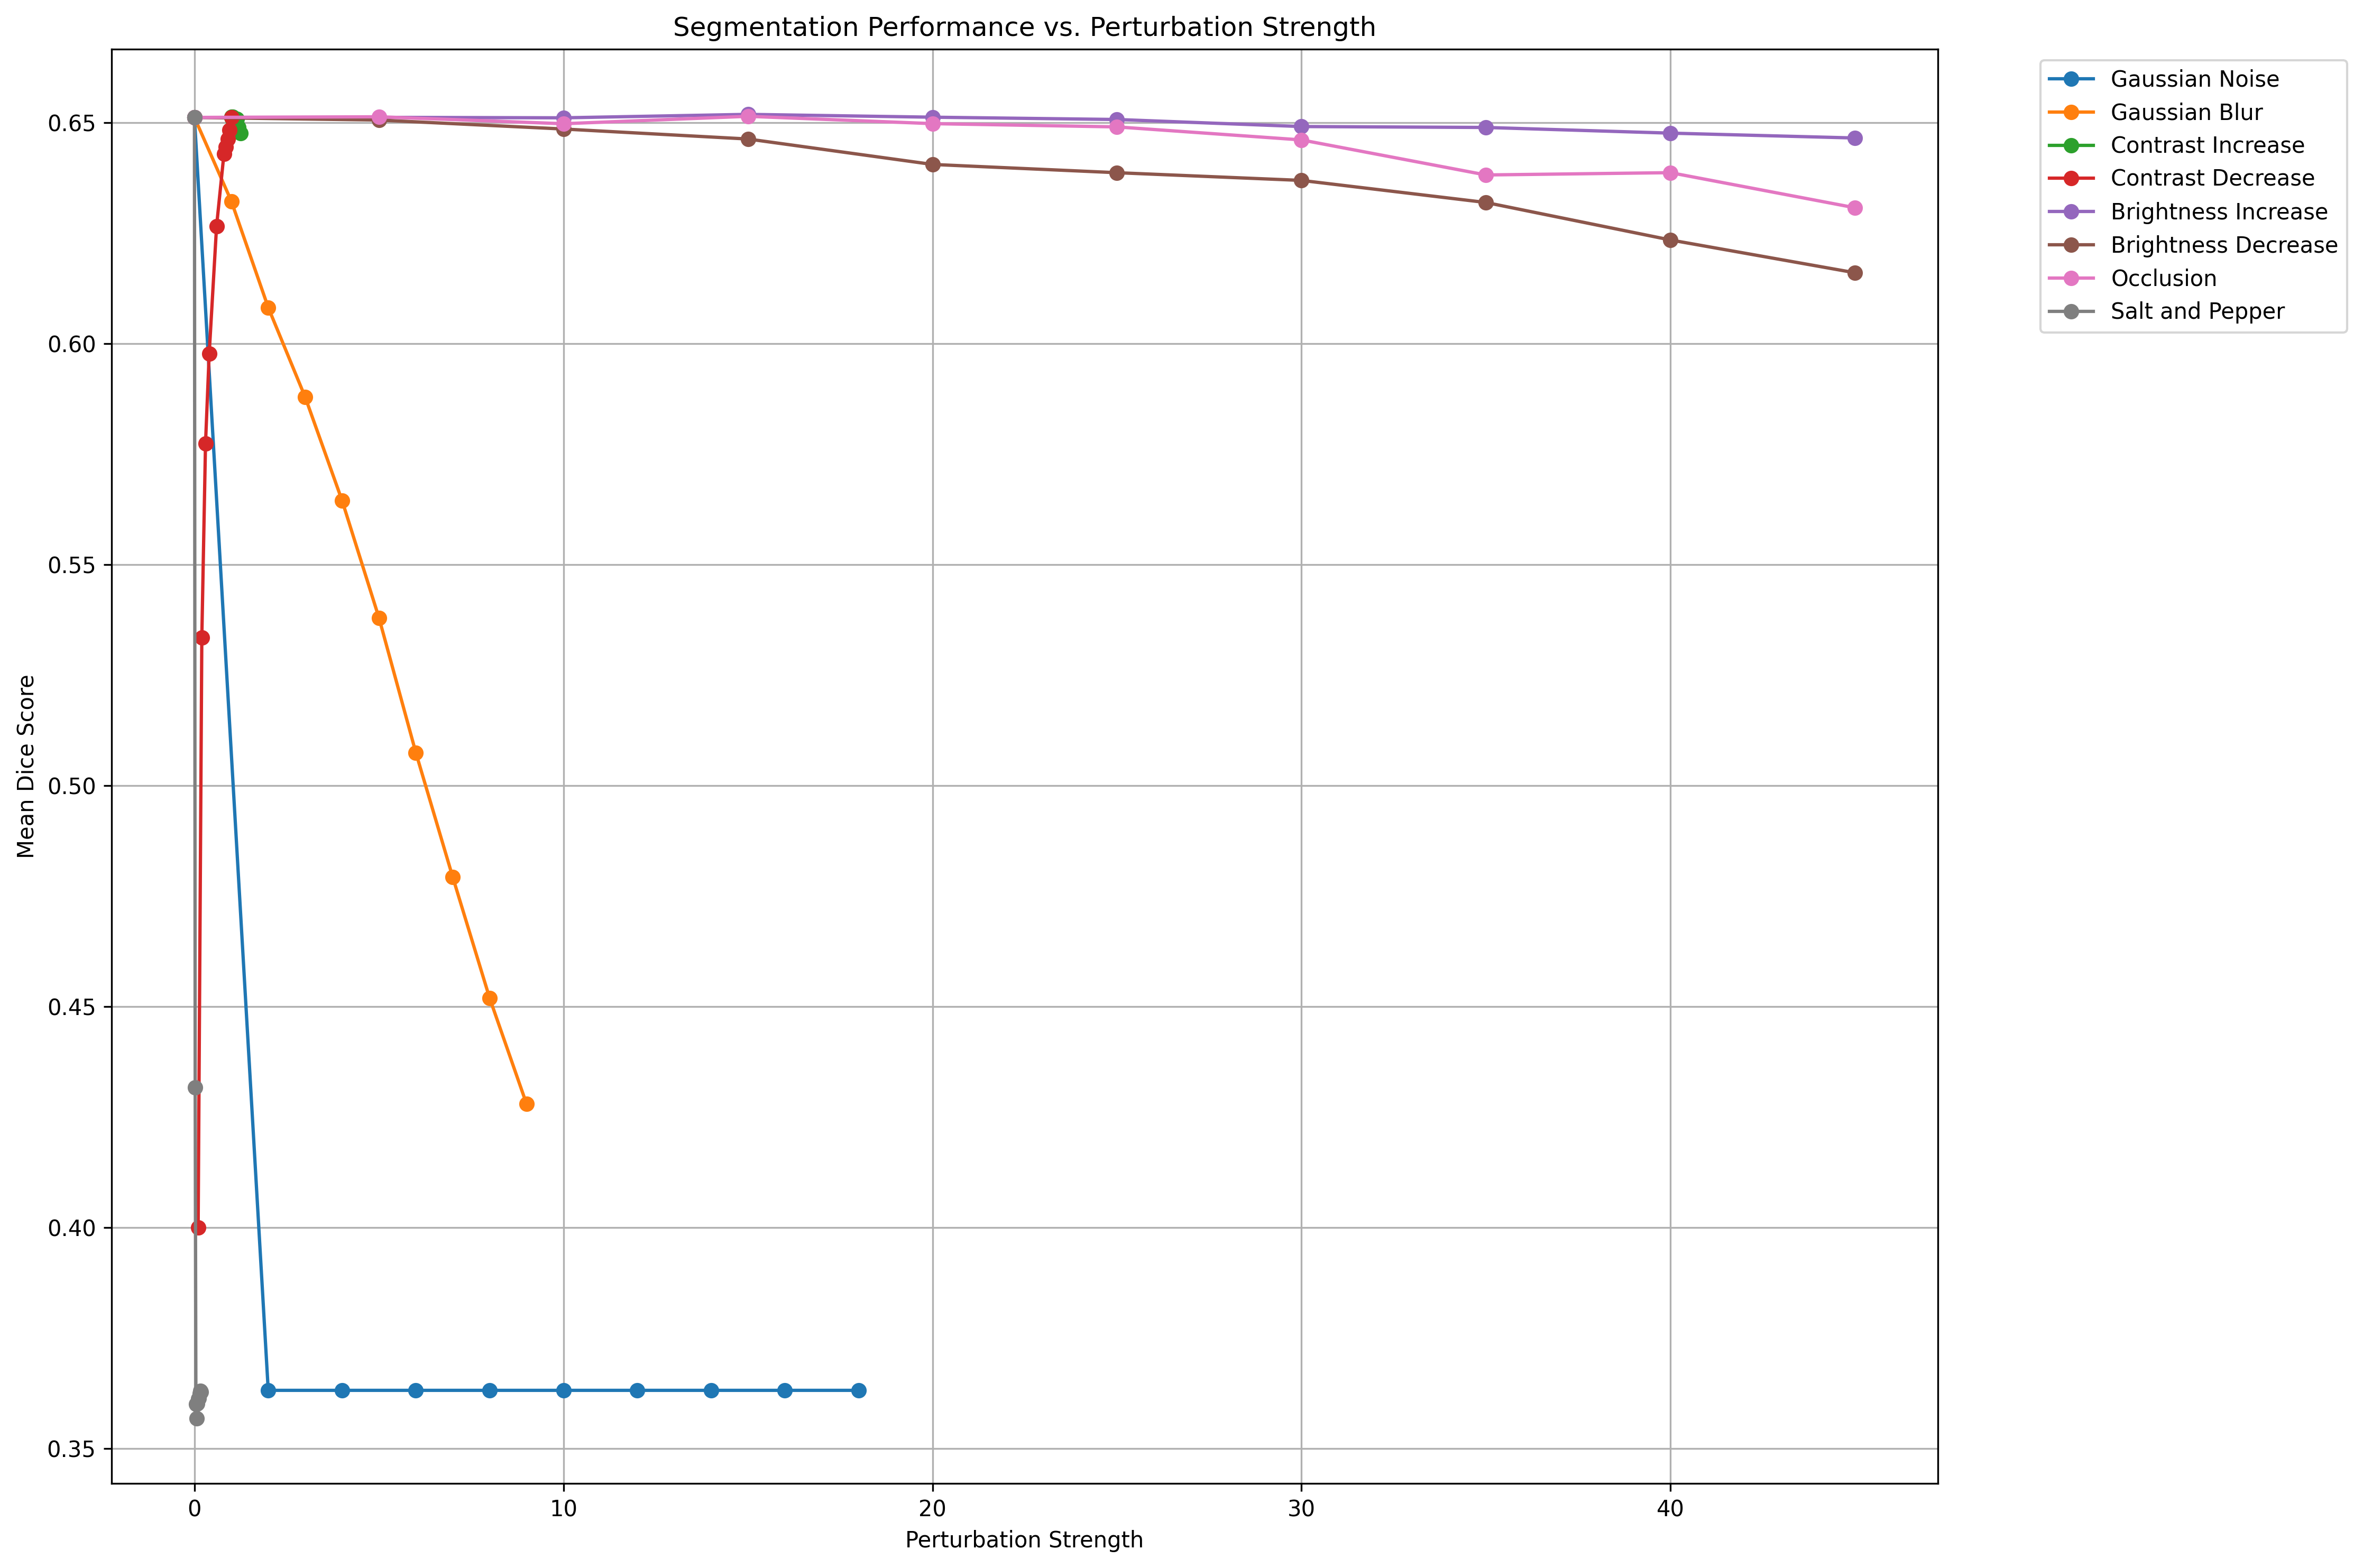 Segmentation Performance vs. Perturbation Strength
0.65
0.60
0.55
0.50
0.45
0.40
0.35
Mean Dice Score
0
10
20
30
40
Perturbation Strength
Gaussian Noise
Gaussian Blur
Contrast Increase
Contrast Decrease
Brightness Increase
Brightness Decrease
Occlusion
Salt and Pepper